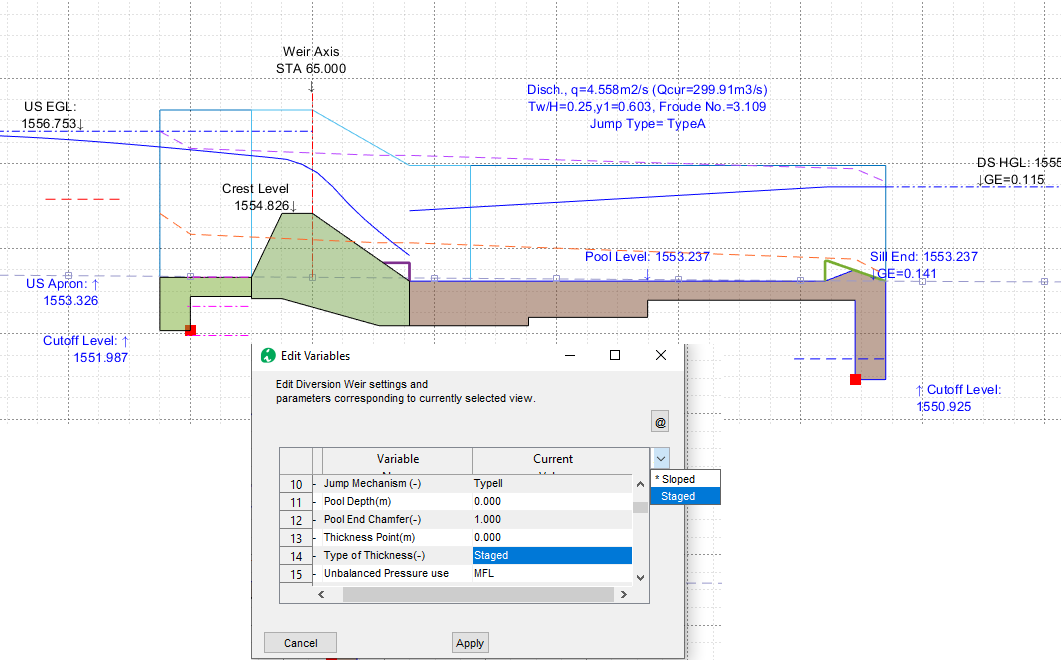 Weir Axis
STA 65.000
Disch., q=4.558m2/s (Qcur=299.91m3/s)
Tw/H=0.25,y1=0.603, Froude No.=3.109
Jump Type= TypeA
US EGL:
1556.753↓
DS HGL: 1555
↓GE=0.115
Crest Level
1554.826↓
Pool Level: 1553.237
↓
Sill End: 1553.237
↓GE=0.141
US Apron: ↑
1553.326
Cutoff Level: ↑
1551.987
↑ Cutoff Level:
1550.925
Edit Variables
Edit Diversion Weir settings and
parameters corresponding to currently selected view.
@
Variable Current
10 - Jump Mechanism (-) TypeII
11 - Pool Depth(m) 0.000
12 - Pool End Chamfer(-) 1.000
13 - Thickness Point(m) 0.000
14 - Type of Thickness(-) Staged
15 - Unbalanced Pressure use MFL
* Sloped
Staged
Cancel Apply